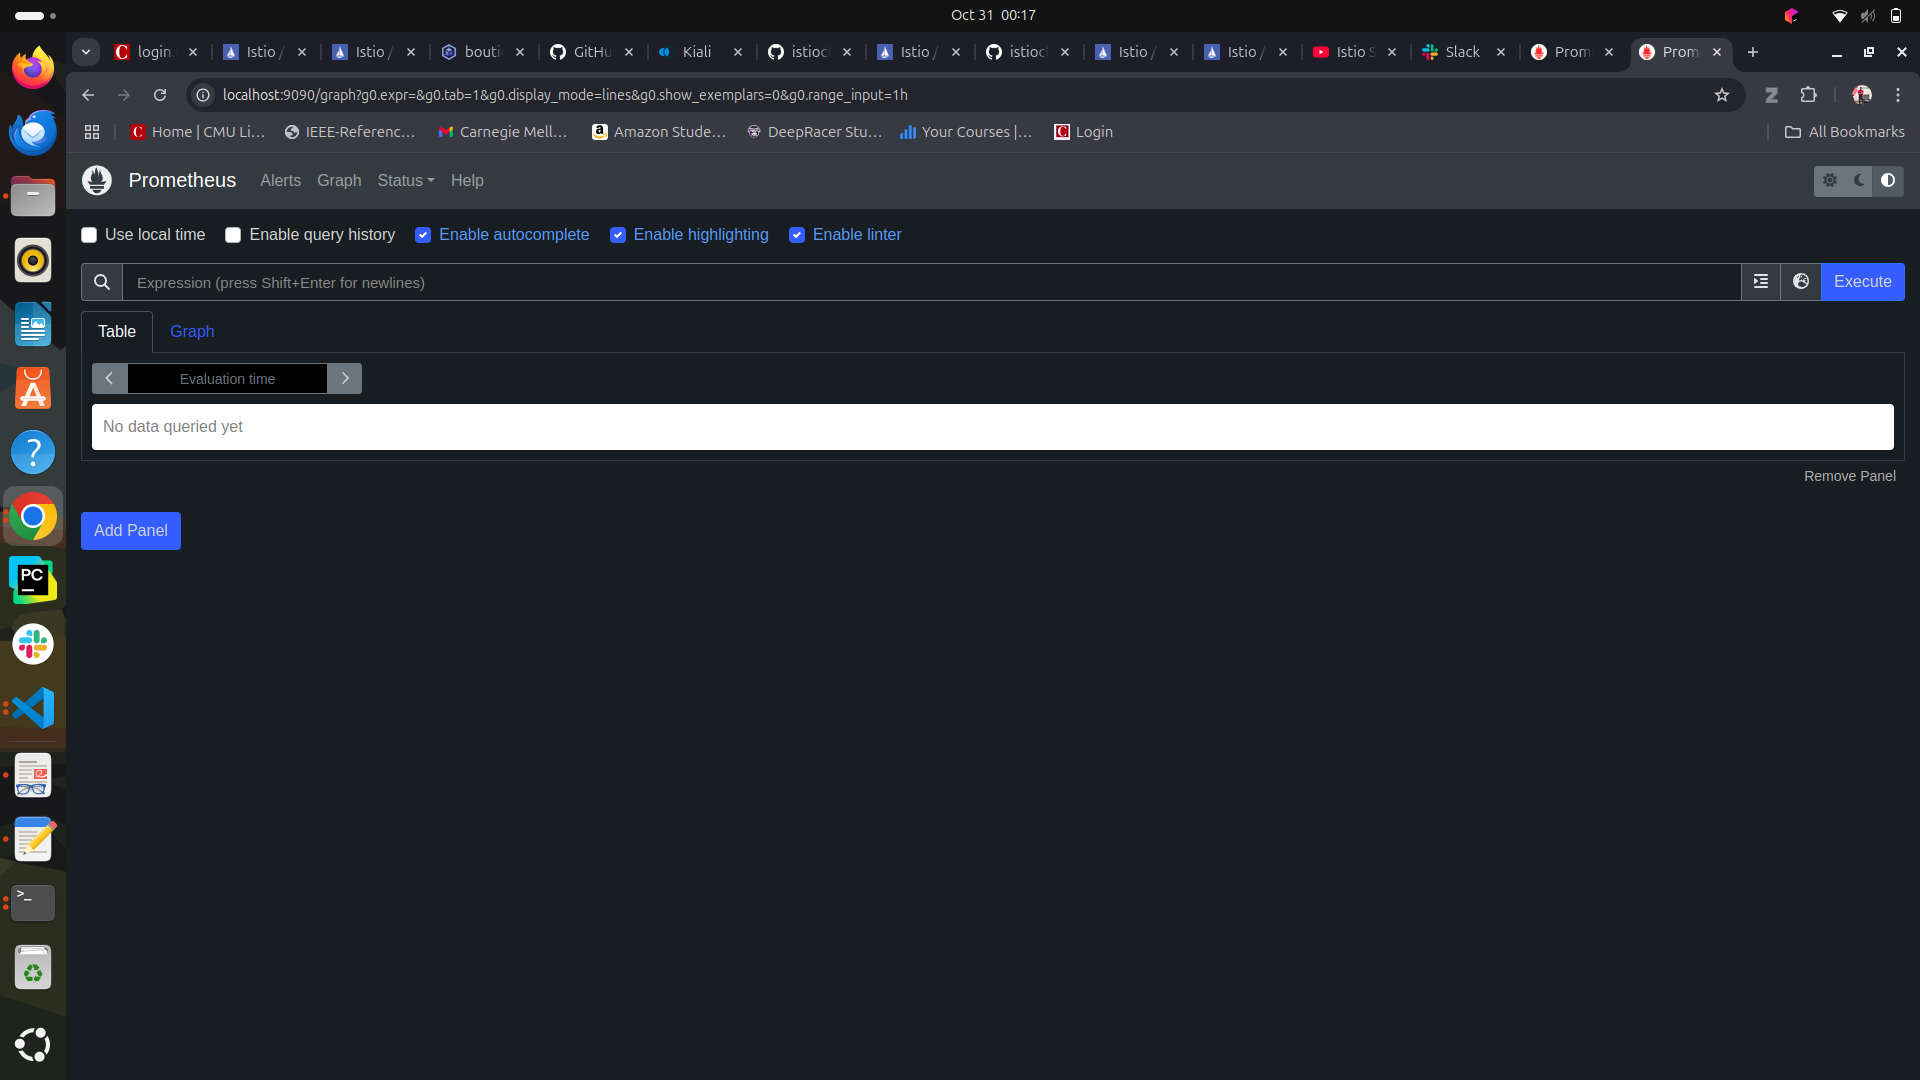 Oct 31 00:17
login. Istio / Istio / bouti GitHu Kiali istioc Istio / istioc Istio / Istio / Istio S Slack Prom Prom
localhost:9090/graph?g0.expr=&g0.tab=1&g0.display_mode=lines&g0.show_exemplars=0&g0.range_input=1h
Home | CMU Li... IEEE-Referenc... Carnegie Mell... Amazon Stude... DeepRacer Stu... Your Courses |... Login All Bookmarks
Prometheus Alerts Graph Status Help
Use local time Enable query history Enable autocomplete Enable highlighting Enable linter
Expression (press Shift+Enter for newlines) Execute
Table Graph
Evaluation time
No data queried yet
Remove Panel
Add Panel
PC